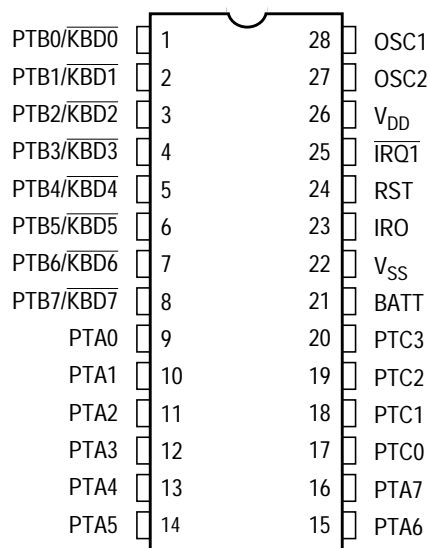 PTB0/KBD0 1 28 OSC1
PTB1/KBD1 2 27 OSC2
PTB2/KBD2 3 26 VDD
PTB3/KBD3 4 25 IRQ1
PTB4/KBD4 5 24 RST
PTB5/KBD5 6 23 IRO
PTB6/KBD6 7 22 VSS
PTB7/KBD7 8 21 BATT
PTA0 9 20 PTC3
PTA1 10 19 PTC2
PTA2 11 18 PTC1
PTA3 12 17 PTC0
PTA4 13 16 PTA7
PTA5 14 15 PTA6